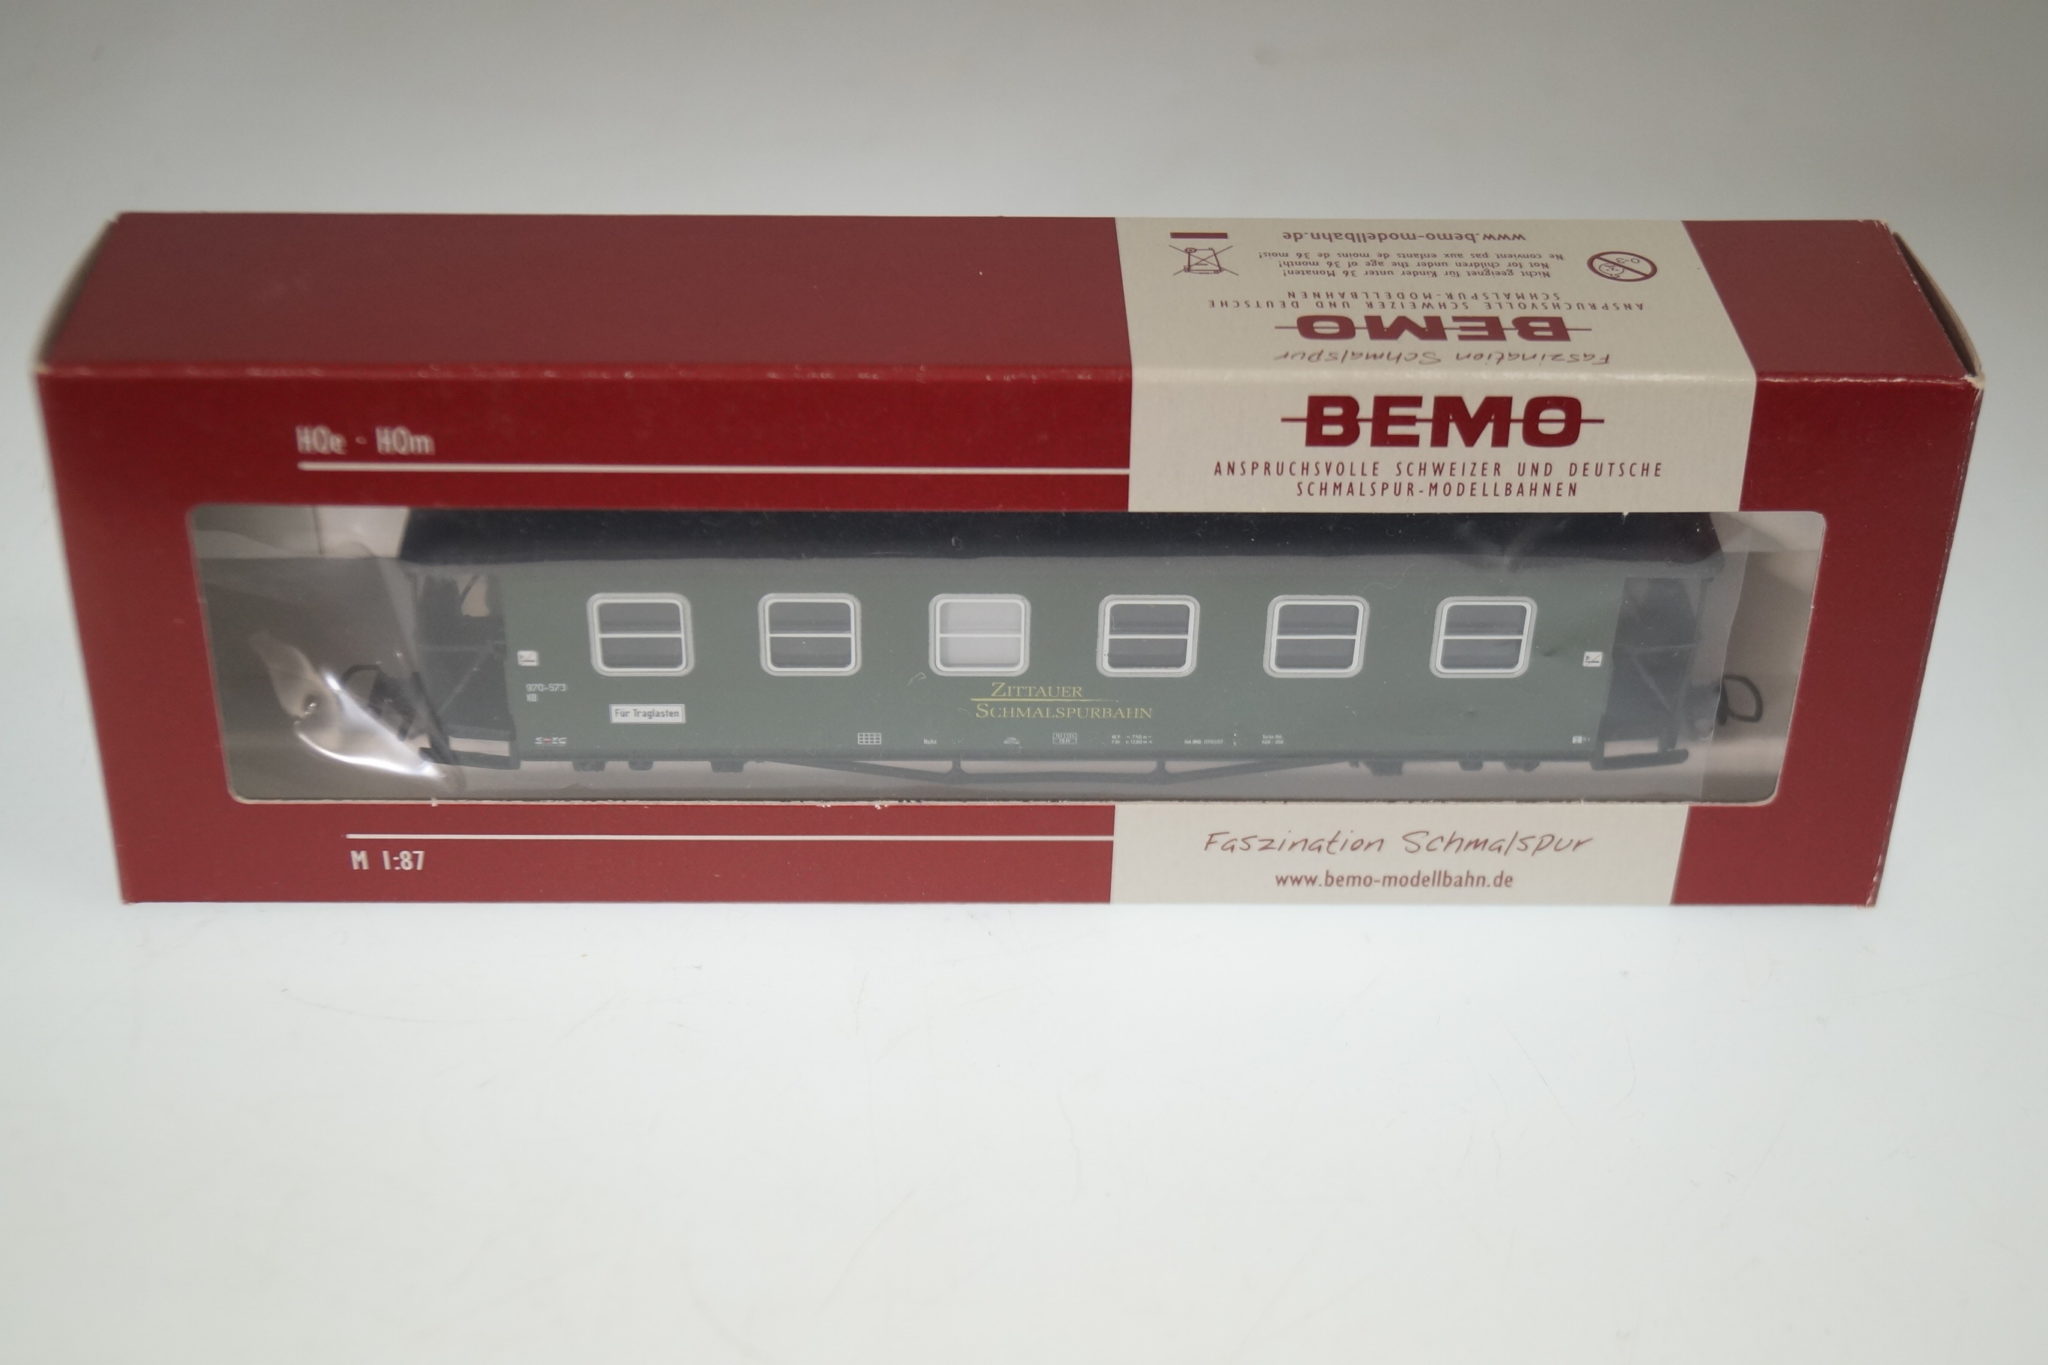 www.bemo-modellbahn.de
Nicht geeignet für Kinder unter 36 Monaten!
Not for children under the age of 36 month!
Ne convient pas aux enfants de moins de 36 mois!
0-3
ANSPRUCHSVOLLE SCHWEIZER UND DEUTSCHE
SCHMALSPUR-MODELLBAHNEN
BEMO
Faszination Schmalspur
H0e - H0m
BEMO
ANSPRUCHSVOLLE SCHWEIZER UND DEUTSCHE
SCHMALSPUR-MODELLBAHNEN
970-573
Für Traglasten
ZITTAUER
SCHMALSPURBAHN
M 1:87
Faszination Schmalspur
www.bemo-modellbahn.de